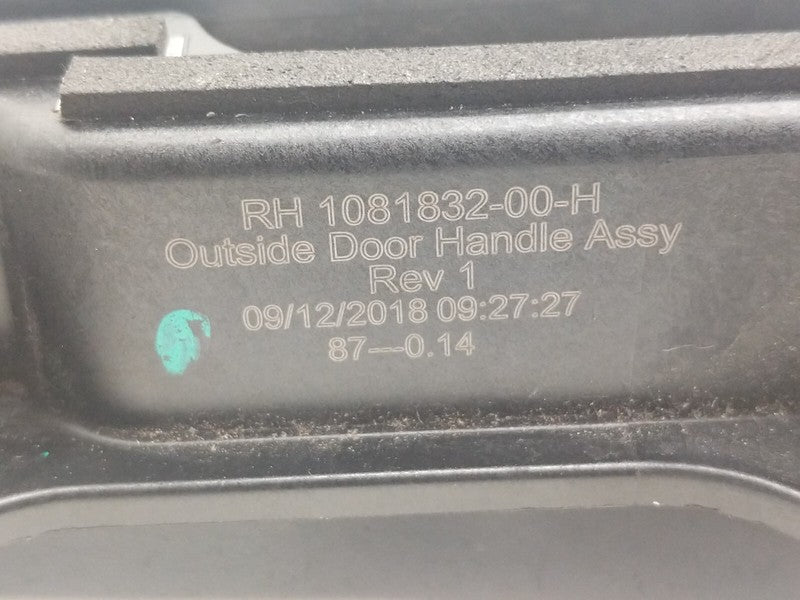 RH 1081832-00-H
Outside Door Handle Assy
Rev 1
09/12/2018 09:27:27
87---0.14